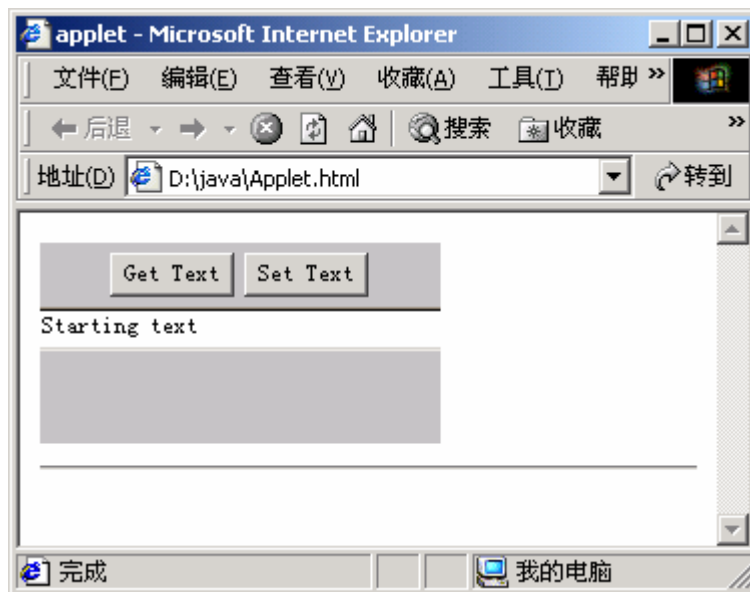 applet - Microsoft Internet Explorer
文件(F) 编辑(E) 查看(V) 收藏(A) 工具(T) 帮助 »
后退 搜索 收藏 »
地址(D) D:\java\Applet.html 转到
Get Text Set Text
Starting text
完成 我的电脑